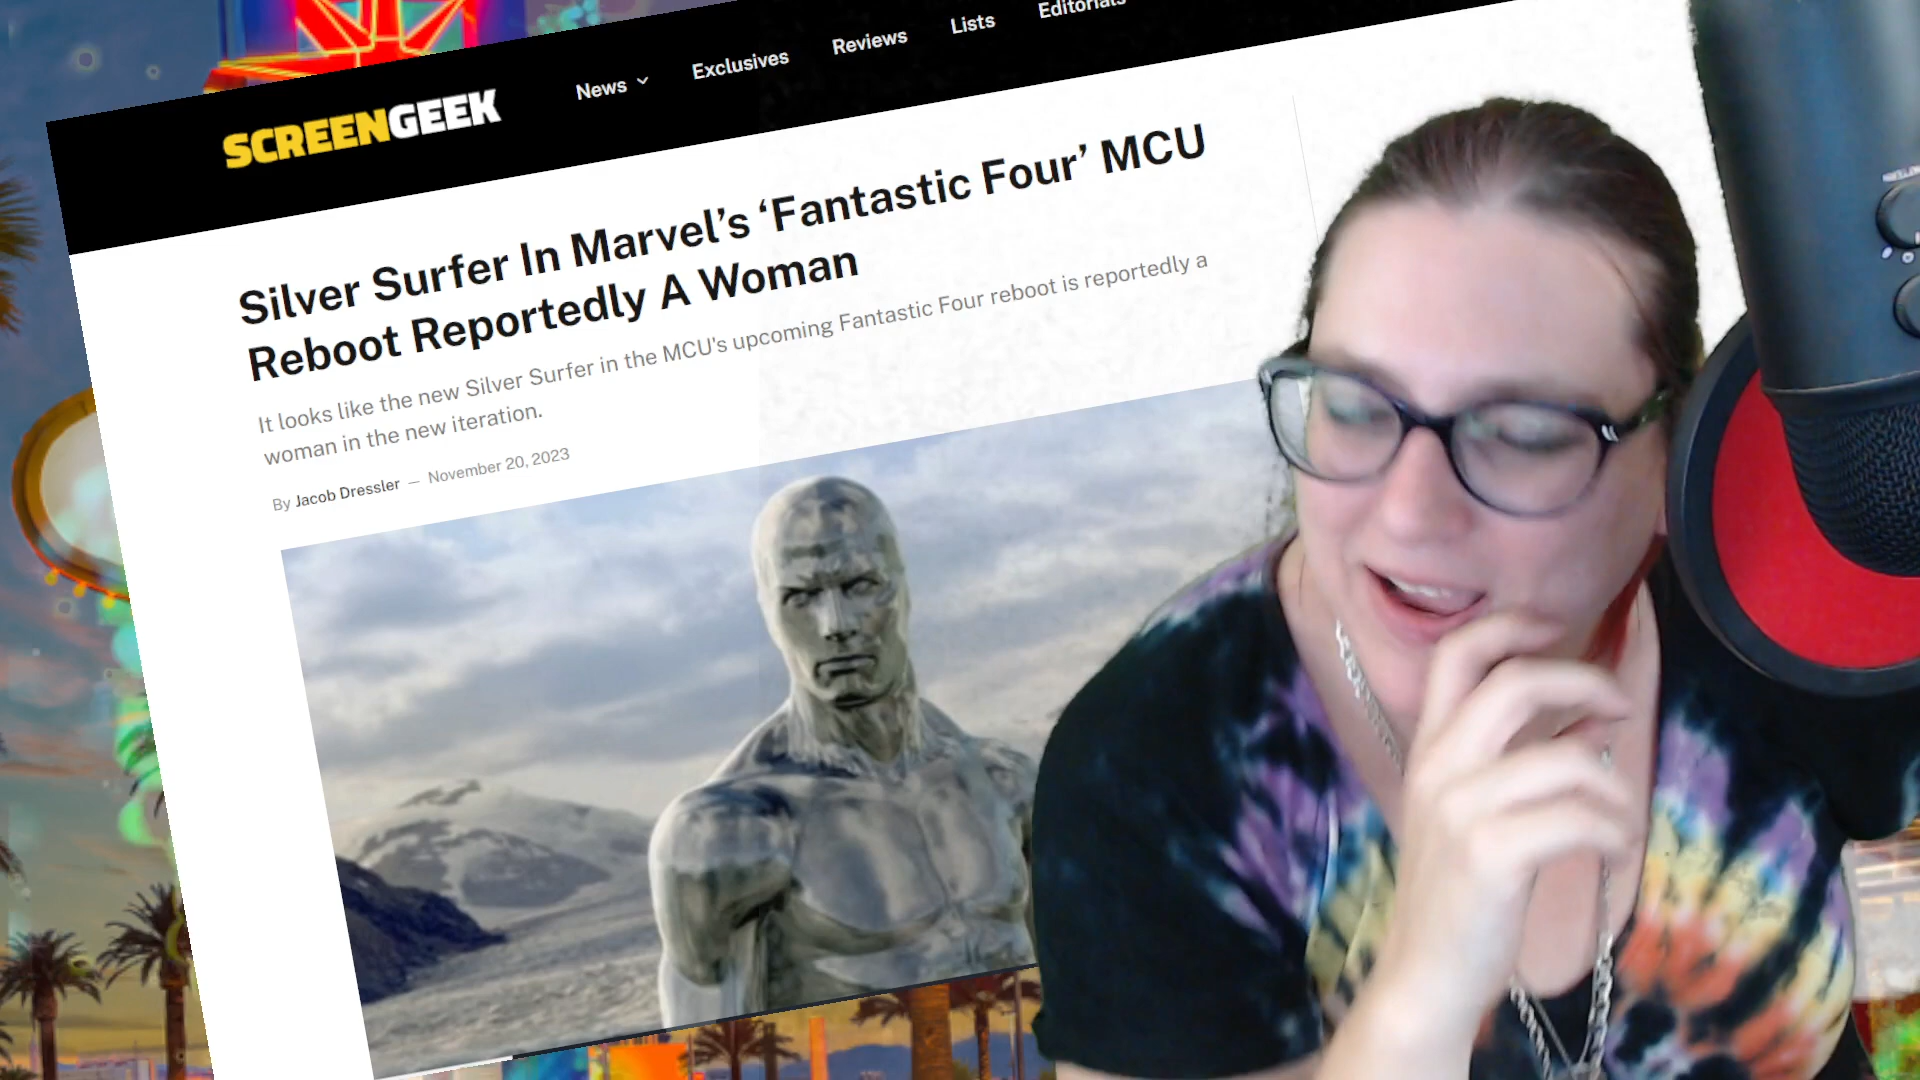 SCREENGEEK
News
Exclusives
Reviews
Lists
Editorials
Silver Surfer In Marvel's ‘Fantastic Four’ MCU
Reboot Reportedly A Woman
It looks like the new Silver Surfer in the MCU's upcoming Fantastic Four reboot is reportedly a
woman in the new iteration.
By Jacob Dressler — November 20, 2023